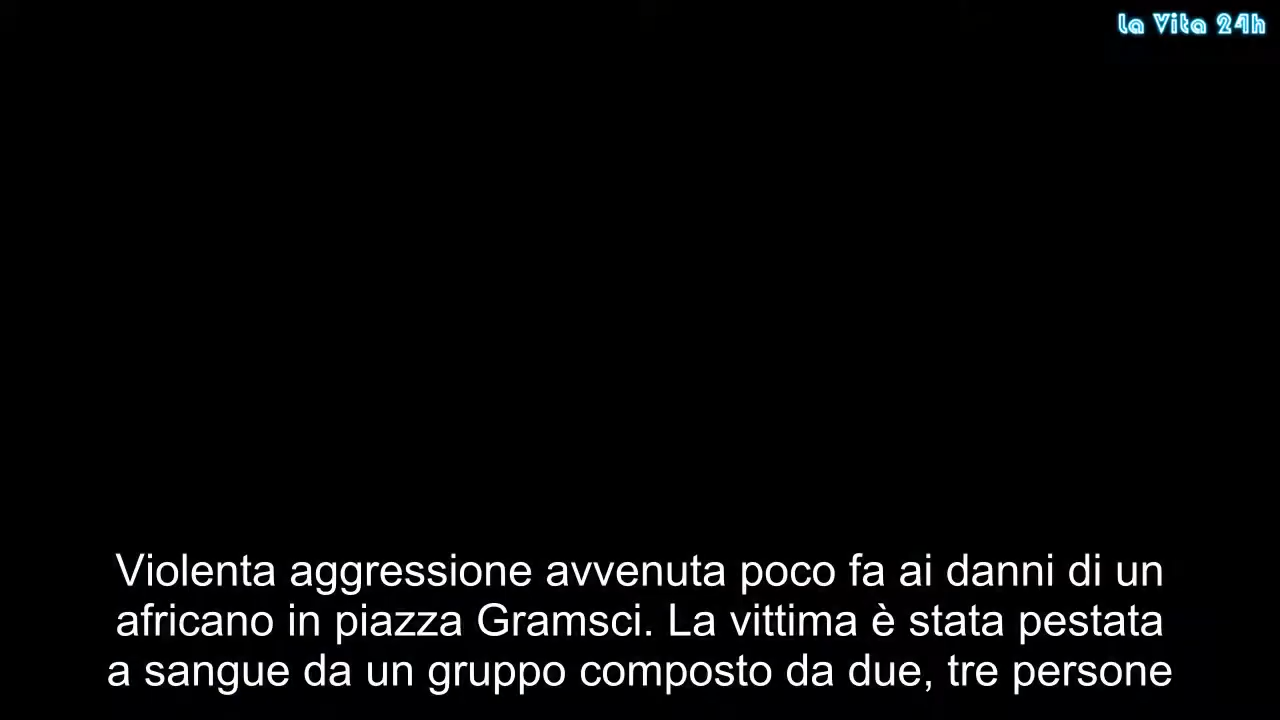 la Vita 24h
Violenta aggressione avvenuta poco fa ai danni di un
africano in piazza Gramsci. La vittima è stata pestata
a sangue da un gruppo composto da due, tre persone